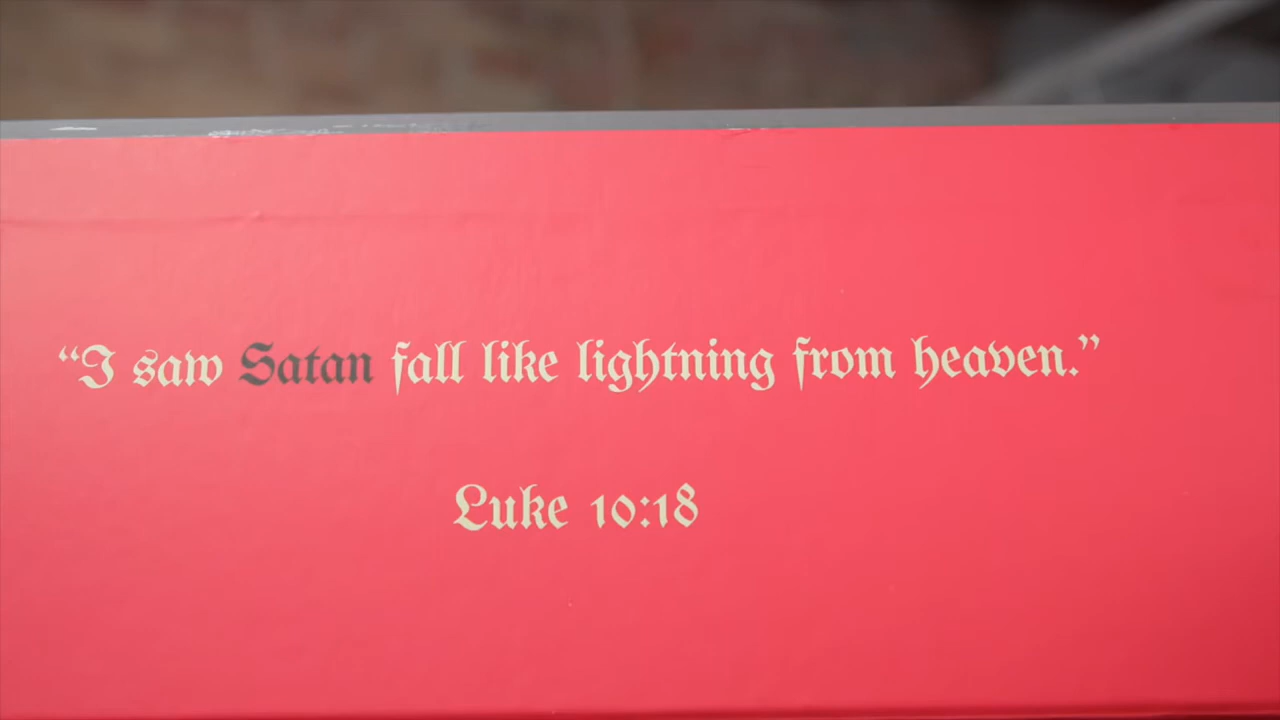 “I saw Satan fall like lightning from heaven.”
Luke 10:18